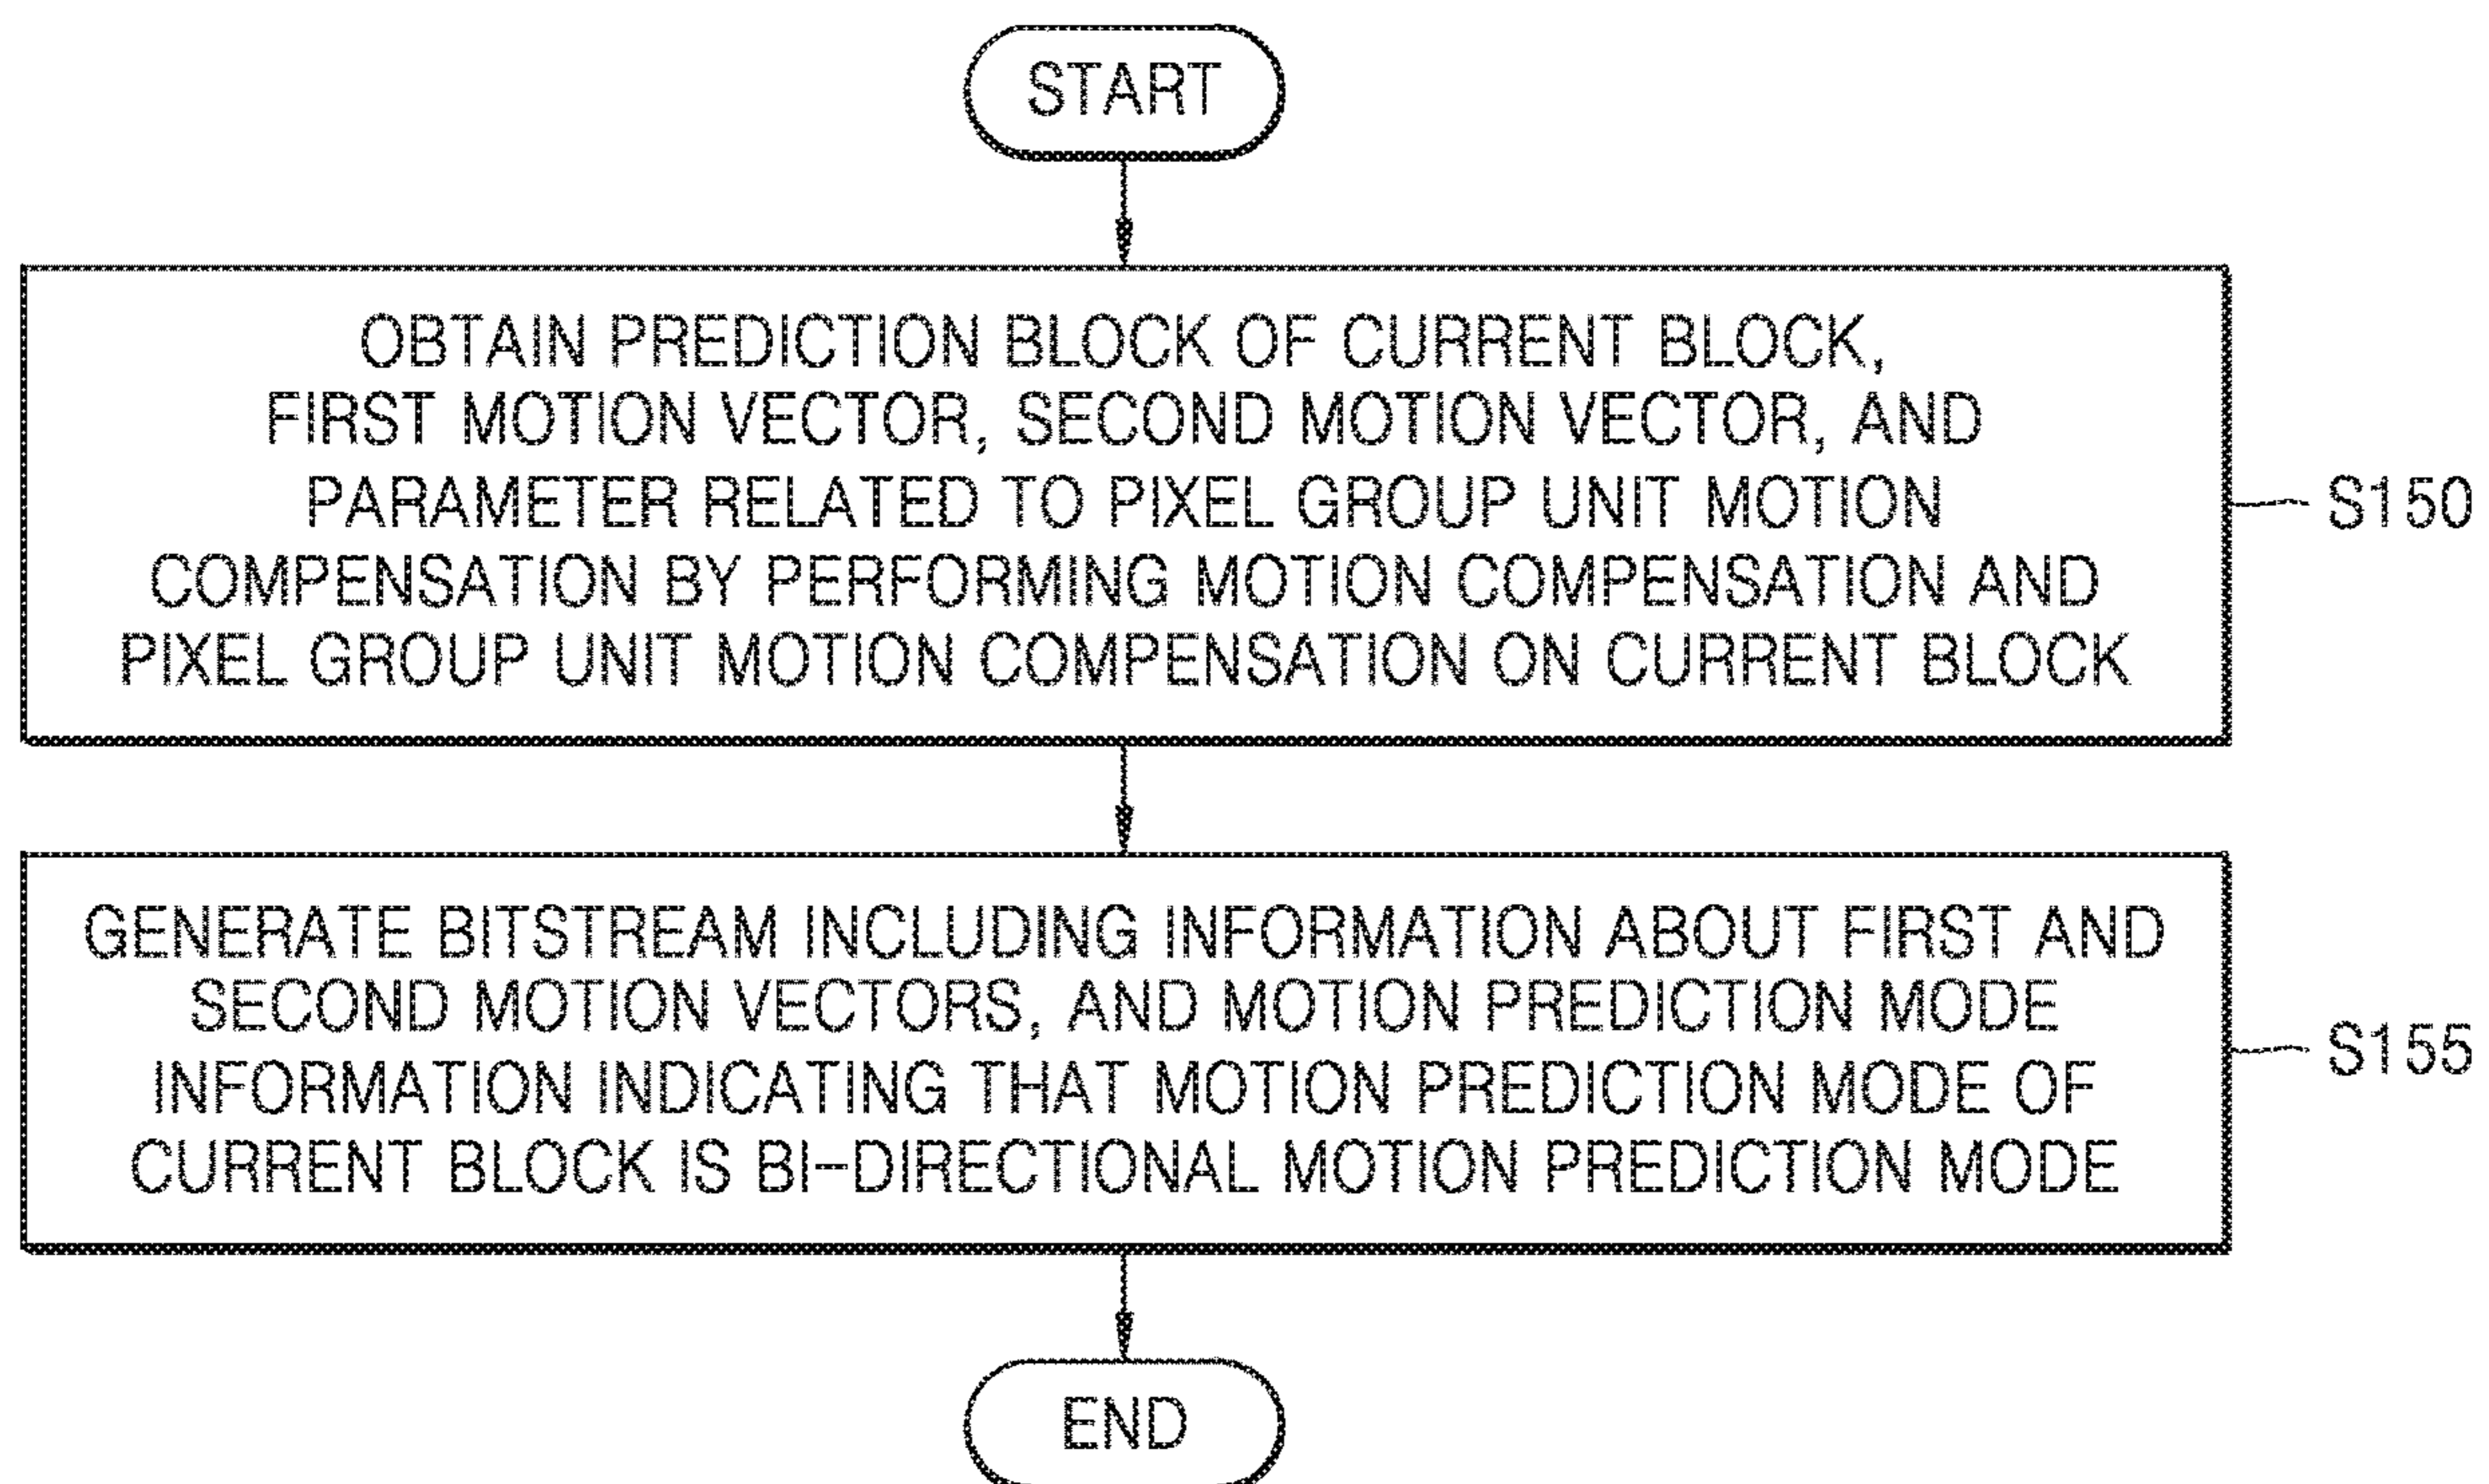 START
OBTAIN PREDICTION BLOCK OF CURRENT BLOCK,
FIRST MOTION VECTOR, SECOND MOTION VECTOR, AND
PARAMETER RELATED TO PIXEL GROUP UNIT MOTION
COMPENSATION BY PERFORMING MOTION COMPENSATION AND
PIXEL GROUP UNIT MOTION COMPENSATION ON CURRENT BLOCK
S150
GENERATE BITSTREAM INCLUDING INFORMATION ABOUT FIRST AND
SECOND MOTION VECTORS, AND MOTION PREDICTION MODE
INFORMATION INDICATING THAT MOTION PREDICTION MODE OF
CURRENT BLOCK IS BI-DIRECTIONAL MOTION PREDICTION MODE
S155
END